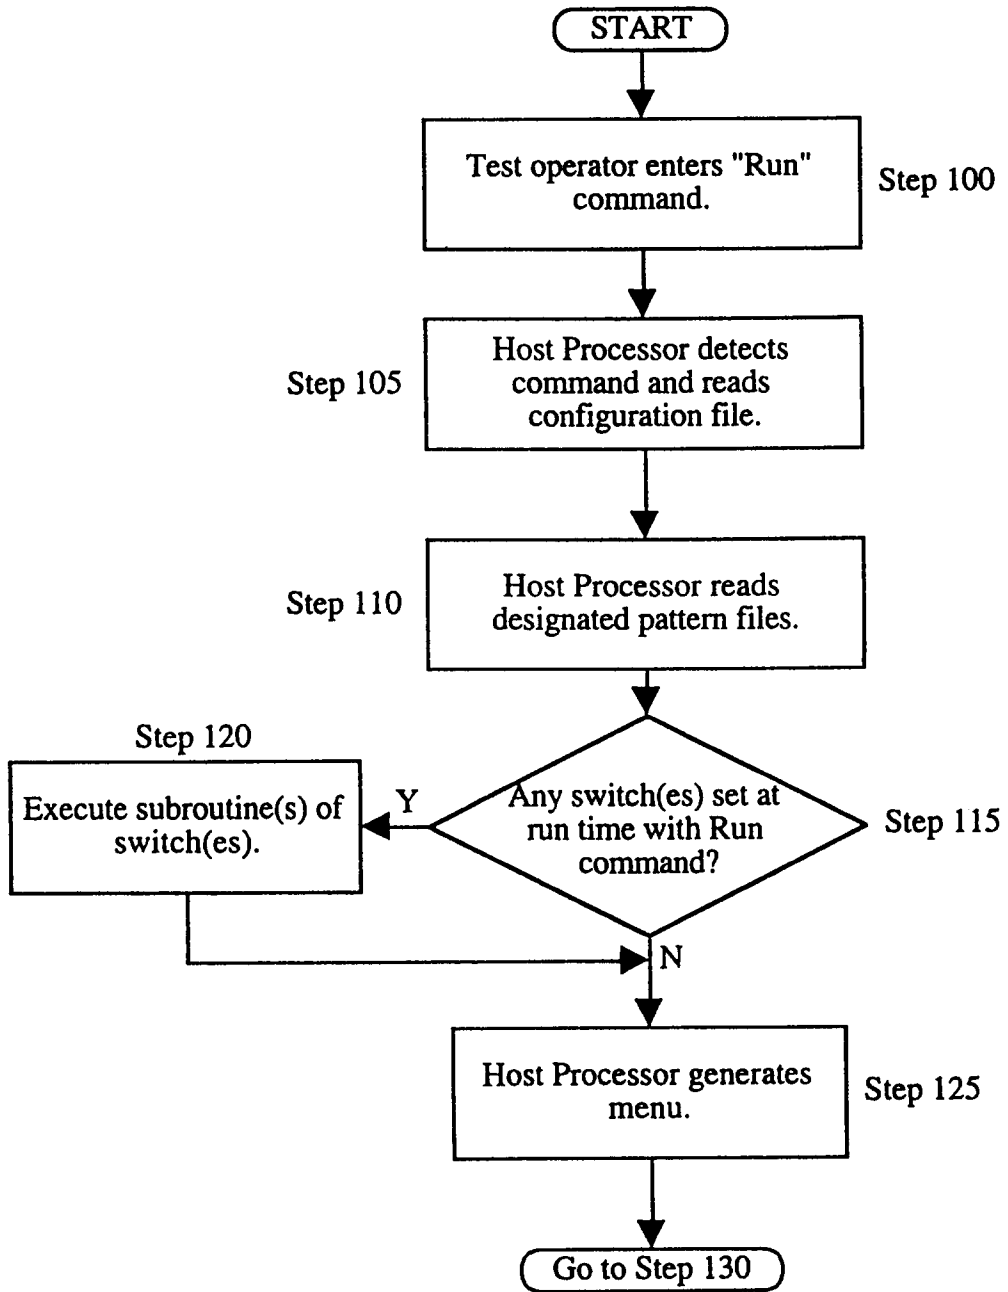 START
Test operator enters "Run"
command.
Step 100
Host Processor detects
command and reads
configuration file.
Step 105
Host Processor reads
designated pattern files.
Step 110
Step 120
Execute subroutine(s) of
switch(es).
Y
Any switch(es) set at
run time with Run
command?
Step 115
N
Host Processor generates
menu.
Step 125
Go to Step 130